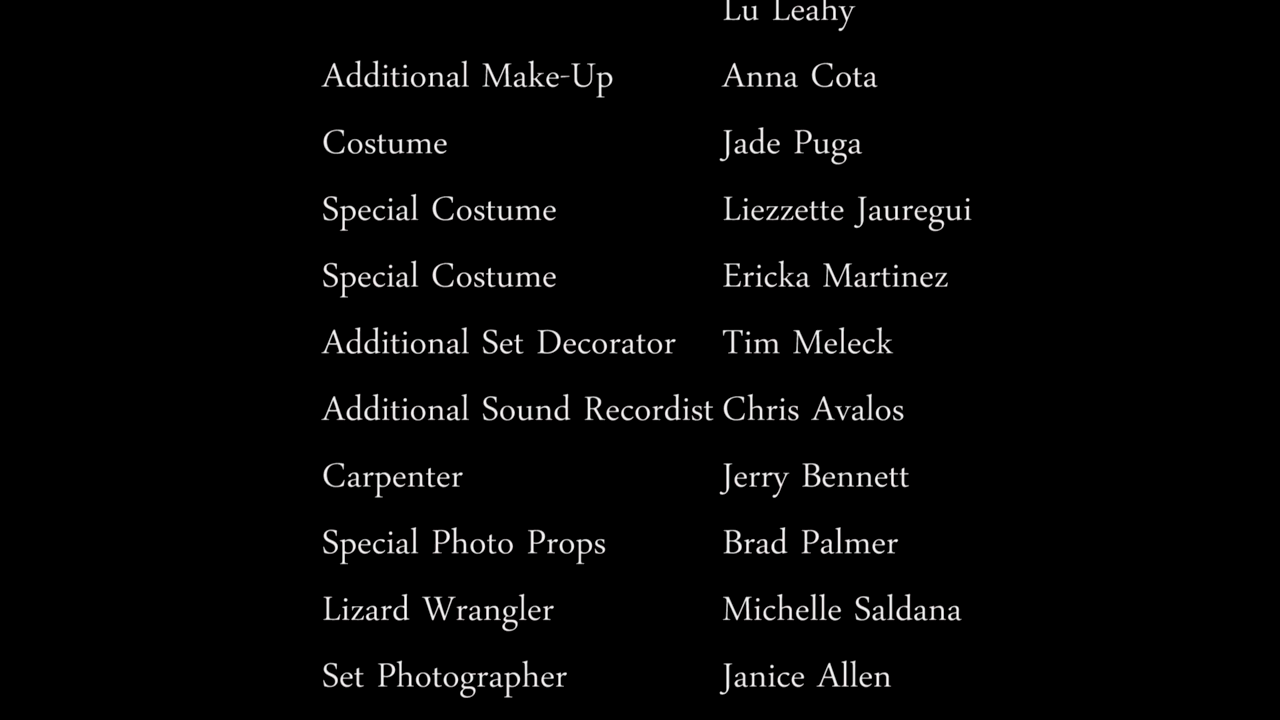 Lu Leahy
Additional Make-Up Anna Cota
Costume Jade Puga
Special Costume Liezzette Jauregui
Special Costume Ericka Martinez
Additional Set Decorator Tim Meleck
Additional Sound Recordist Chris Avalos
Carpenter Jerry Bennett
Special Photo Props Brad Palmer
Lizard Wrangler Michelle Saldana
Set Photographer Janice Allen